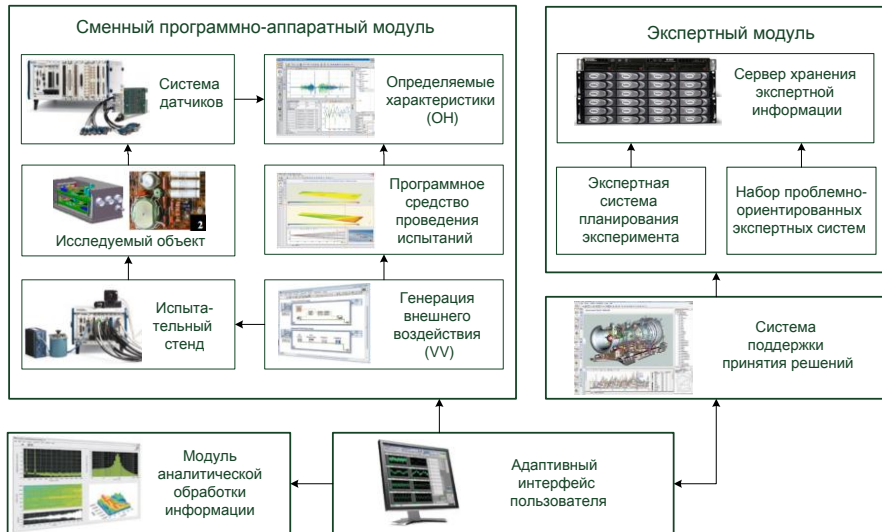 Сменный программно-аппаратный модуль
Система
датчиков
Определяемые
характеристики
(ОН)
Исследуемый объект
2
Программное
средство
проведения
испытаний
Испыта-
тельный
стенд
Генерация
внешнего
воздействия
(VV)
Экспертный модуль
Сервер хранения
экспертной
информации
Экспертная
система
планирования
эксперимента
Набор проблемно-
ориентированных
экспертных систем
Система
поддержки
принятия решений
Модуль
аналитической
обработки
информации
Адаптивный
интерфейс
пользователя